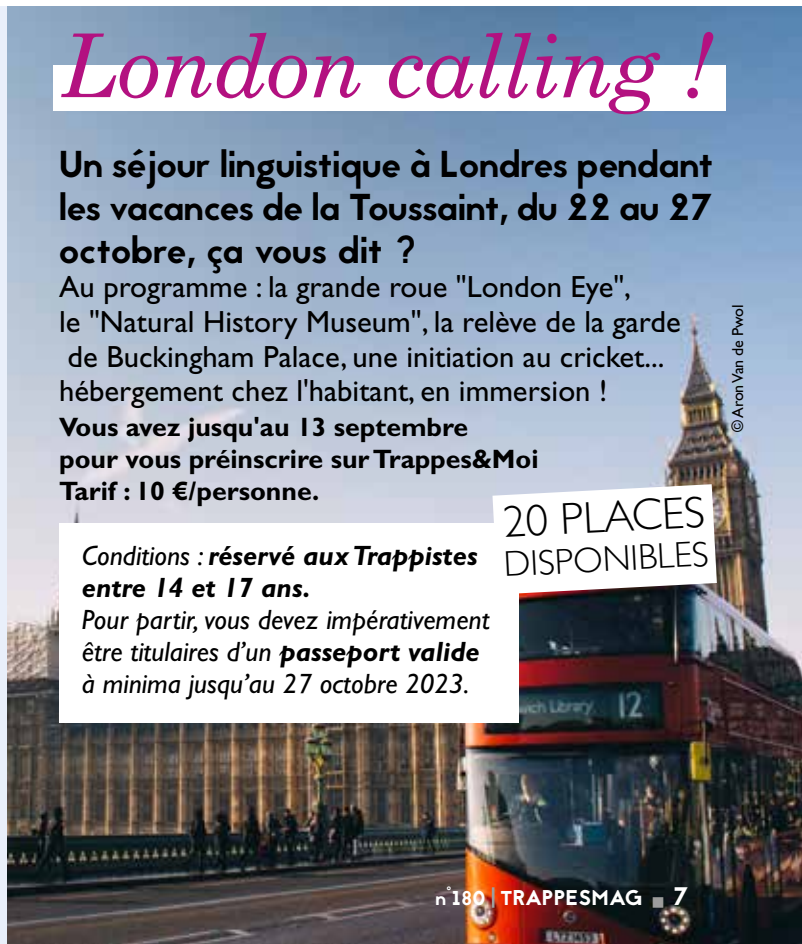 London calling !
Un séjour linguistique à Londres pendant
les vacances de la Toussaint, du 22 au 27
octobre, ça vous dit ?
Au programme : la grande roue "London Eye",
le "Natural History Museum", la relève de la garde
de Buckingham Palace, une initiation au cricket...
hébergement chez l'habitant, en immersion !
© Aron Van de Pwol
Vous avez jusqu'au 13 septembre
pour vous préinscrire sur Trappes&Moi
Tarif : 10 €/personne.
20 PLACES
DISPONIBLES
Conditions : réservé aux Trappistes
entre 14 et 17 ans.
Pour partir, vous devez impérativement
être titulaires d'un passeport valide
à minima jusqu'au 27 octobre 2023.
Library 12
n°180 | TRAPPESMAG 7